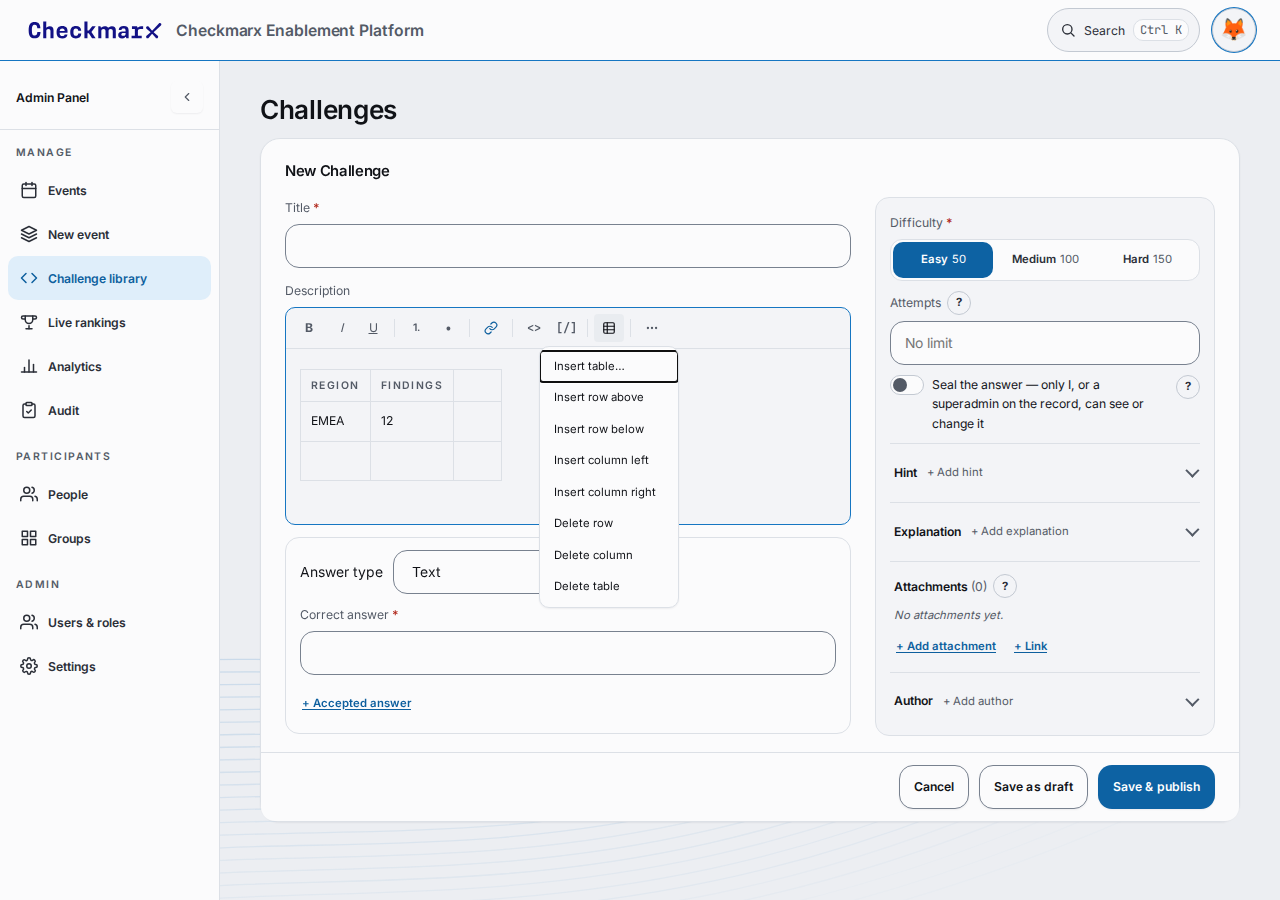 Checkmarx
Checkmarx Enablement Platform
Search Ctrl K
Admin Panel
MANAGE
Events
New event
Challenge library
Live rankings
Analytics
Audit
PARTICIPANTS
People
Groups
ADMIN
Users & roles
Settings
Challenges
New Challenge
Title *
Description
B I U 1. • <> [/] ···
REGION FINDINGS
EMEA 12
Insert table...
Insert row above
Insert row below
Insert column left
Insert column right
Delete row
Delete column
Delete table
Answer type Text
Correct answer *
+ Accepted answer
Difficulty *
Easy 50 Medium 100 Hard 150
Attempts ?
No limit
Seal the answer — only I, or a
superadmin on the record, can see or
change it
?
Hint + Add hint
Explanation + Add explanation
Attachments (0) ?
No attachments yet.
+ Add attachment + Link
Author + Add author
Cancel Save as draft Save & publish